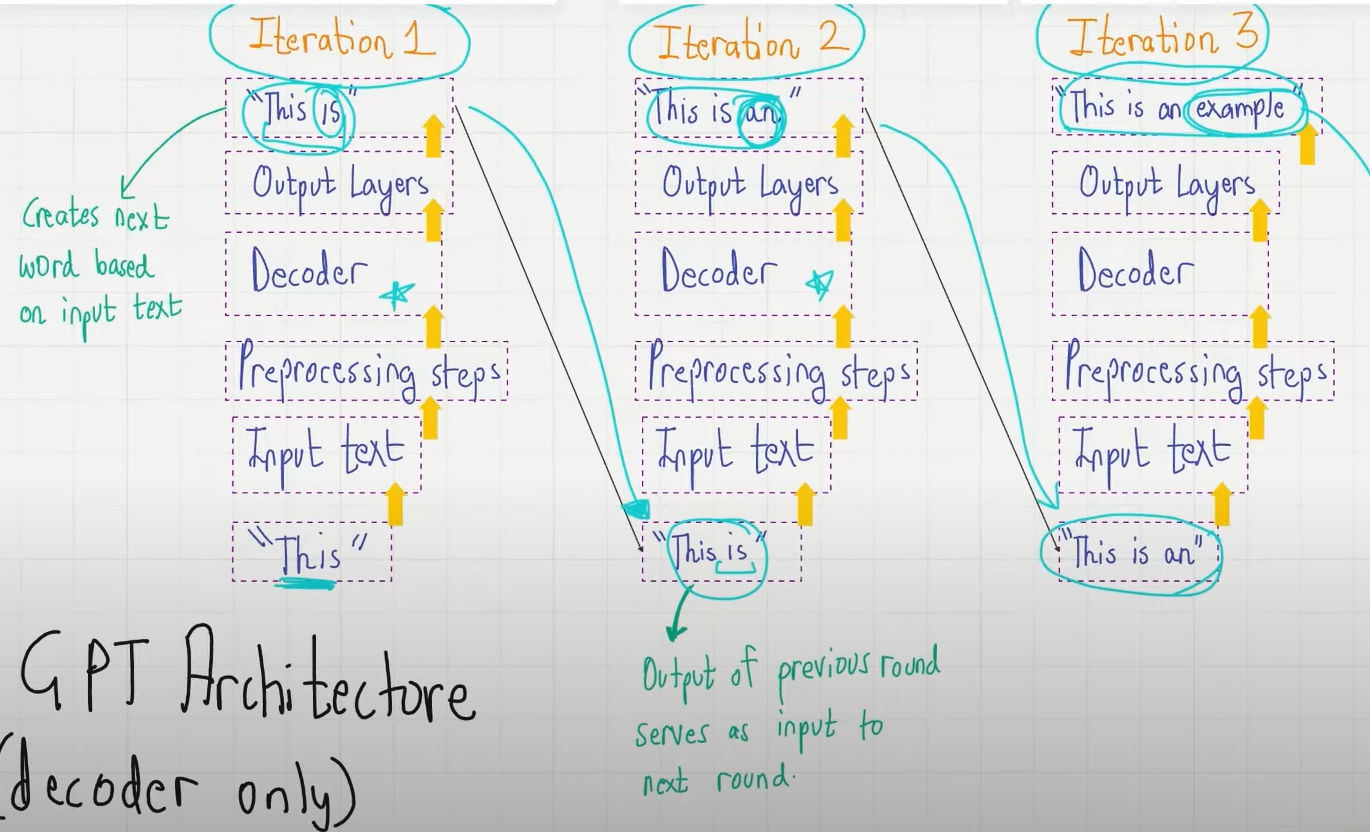 Iteration 1
"This is"
Output Layers
Decoder
Preprocessing steps
Input text
"This"
Creates next
word based
on input text
Iteration 2
"This is an"
Output Layers
Decoder
Preprocessing steps
Input text
"This is"
Output of previous round
serves as input to
next round.
Iteration 3
"This is an example"
Output Layers
Decoder
Preprocessing steps
Input text
"This is an"
GPT Architectore
(decoder only)